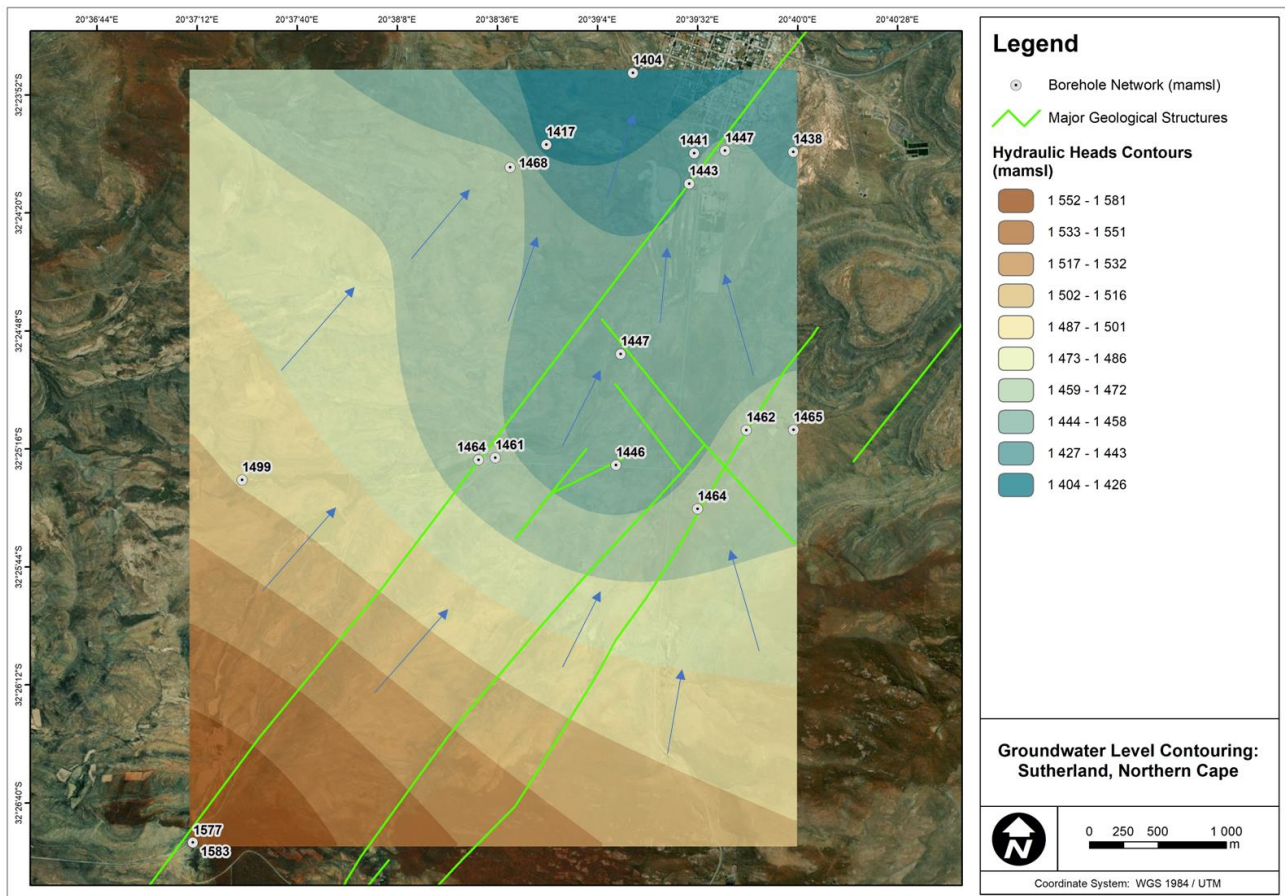 20°36'44"E 20°37'12"E 20°37'40"E 20°38'8"E 20°38'36"E 20°39'4"E 20°39'32"E 20°40'0"E 20°40'28"E
32°23'52"S
32°24'20"S
32°24'48"S
32°25'16"S
32°25'44"S
32°26'12"S
32°26'40"S
1404
1417
1441
1447
1438
1468
1443
1447
1462
1465
1464
1461
1446
1499
1464
1577
1583
Legend
Borehole Network (mamsl)
Major Geological Structures
Hydraulic Heads Contours
(mamsl)
1 552 - 1 581
1 533 - 1 551
1 517 - 1 532
1 502 - 1 516
1 487 - 1 501
1 473 - 1 486
1 459 - 1 472
1 444 - 1 458
1 427 - 1 443
1 404 - 1 426
Groundwater Level Contouring:
Sutherland, Northern Cape
N
0 250 500 1 000
m
Coordinate System: WGS 1984 / UTM